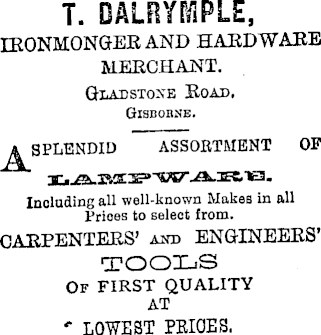 T. DALRYMPLE,
IRONMONGER AND HARDWARE
MERCHANT.
GLADSTONE ROAD,
GISBORNE.
A SPLENDID ASSORTMENT OF
LAMPWARE.
Including all well-known Makes in all
Prices to select from.
CARPENTERS' AND ENGINEERS'
TOOLS
OF FIRST QUALITY
AT
LOWEST PRICES.